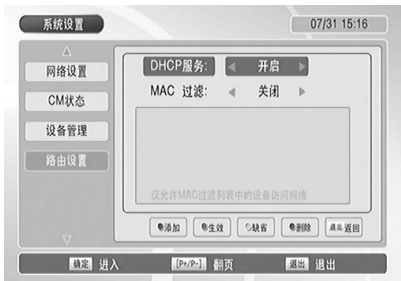 系统设置
07/31 15:16
网络设置
CM状态
设备管理
路由设置
DHCP服务: 开启
MAC 过滤: 关闭
仅允许MAC过滤列表中的设备访问网络
添加 生效 缺省 删除 退出 返回
确定 进入 [P+/P-] 翻页 退出 退出